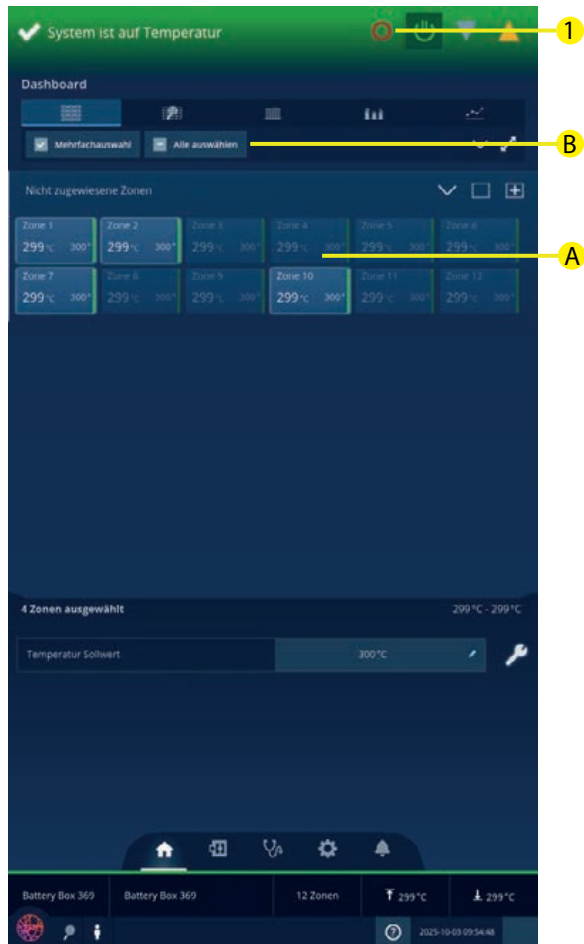 System ist auf Temperatur
1
Dashboard
Mehrfachauswahl Alle auswählen
B
Nicht zugewiesene Zonen
Zone 1 Zone 2 Zone 3 Zone 4 Zone 5 Zone 6
299 °C 300° 299 °C 300° 299 °C 300° 299 °C 300° 299 °C 300° 299 °C 300°
A
Zone 7 Zone 8 Zone 9 Zone 10 Zone 11 Zone 12
299 °C 300° 299 °C 300° 299 °C 300° 299 °C 300° 299 °C 300° 299 °C 300°
4 Zonen ausgewählt 299 °C - 299 °C
Temperatur Sollwert 300°C
Battery Box 369 Battery Box 369 12 Zonen 299°C 299°C
2025-10-03 09:54:48